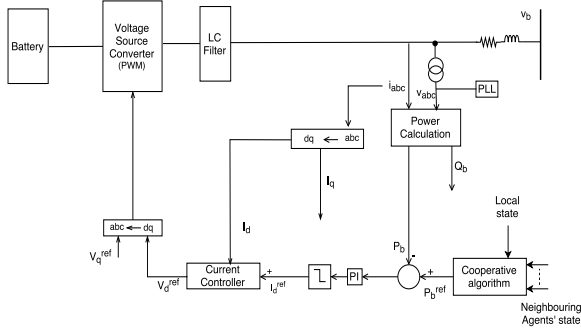 Battery
Voltage
Source
Converter
(PWM)
LC
Filter
v_b
i_abc
v_abc
PLL
Power
Calculation
dq ← abc
Q_b
I_q
I_d
Local
state
abc ← dq
V_q^ref
V_d^ref
P_b
-
Current
Controller
+
I_d^ref
PI
+
P_b^ref
Cooperative
algorithm
Neighbouring
Agents' state